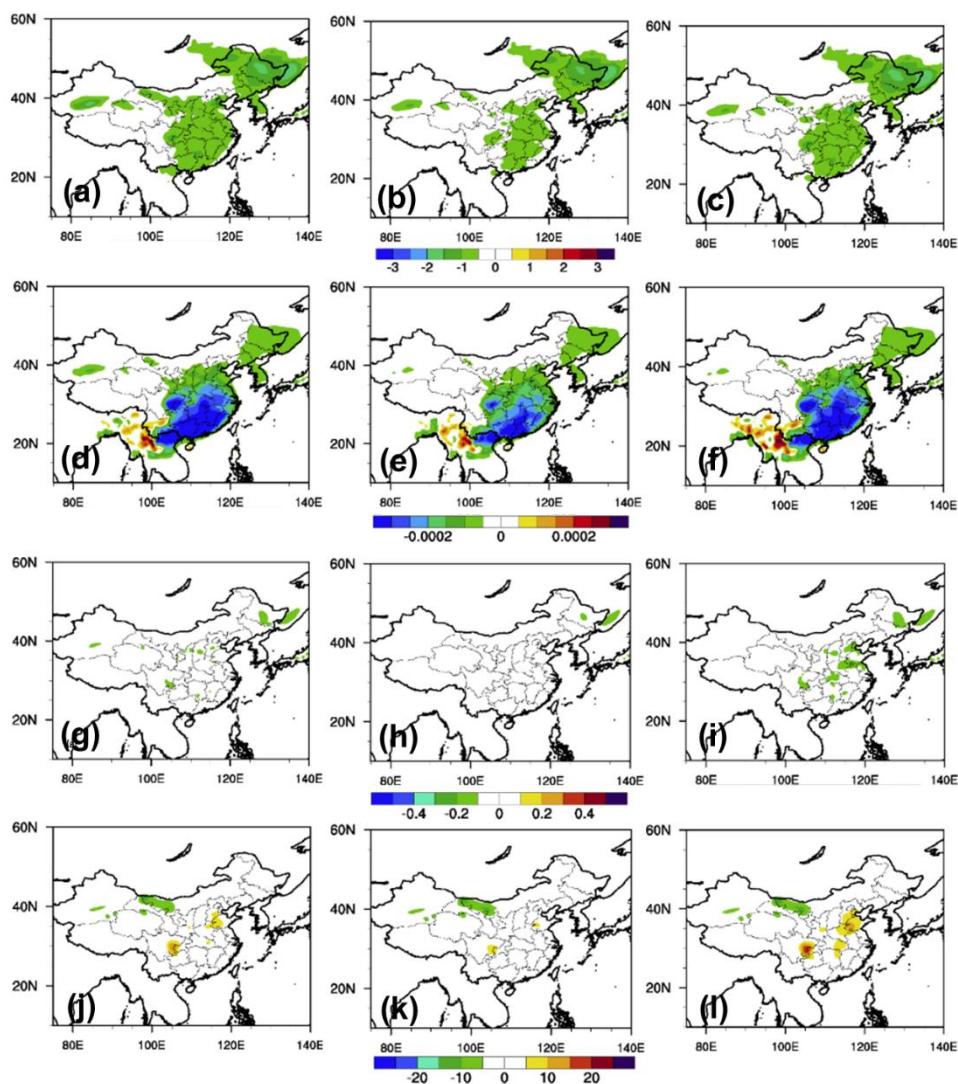 60N 60N 60N
40N 40N 40N
20N 20N 20N
(a) (b) (c)
80E 100E 120E 140E 80E 100E 120E 140E 80E 100E 120E 140E
-3 -2 -1 0 1 2 3
60N 60N 60N
40N 40N 40N
20N 20N 20N
(d) (e) (f)
80E 100E 120E 140E 80E 100E 120E 140E 80E 100E 120E 140E
-0.0002 0 0.0002
60N 60N 60N
40N 40N 40N
20N 20N 20N
(g) (h) (i)
80E 100E 120E 140E 80E 100E 120E 140E 80E 100E 120E 140E
-0.4 -0.2 0 0.2 0.4
60N 60N 60N
40N 40N 40N
20N 20N 20N
(j) (k) (l)
80E 100E 120E 140E 80E 100E 120E 140E 80E 100E 120E 140E
-20 -10 0 10 20